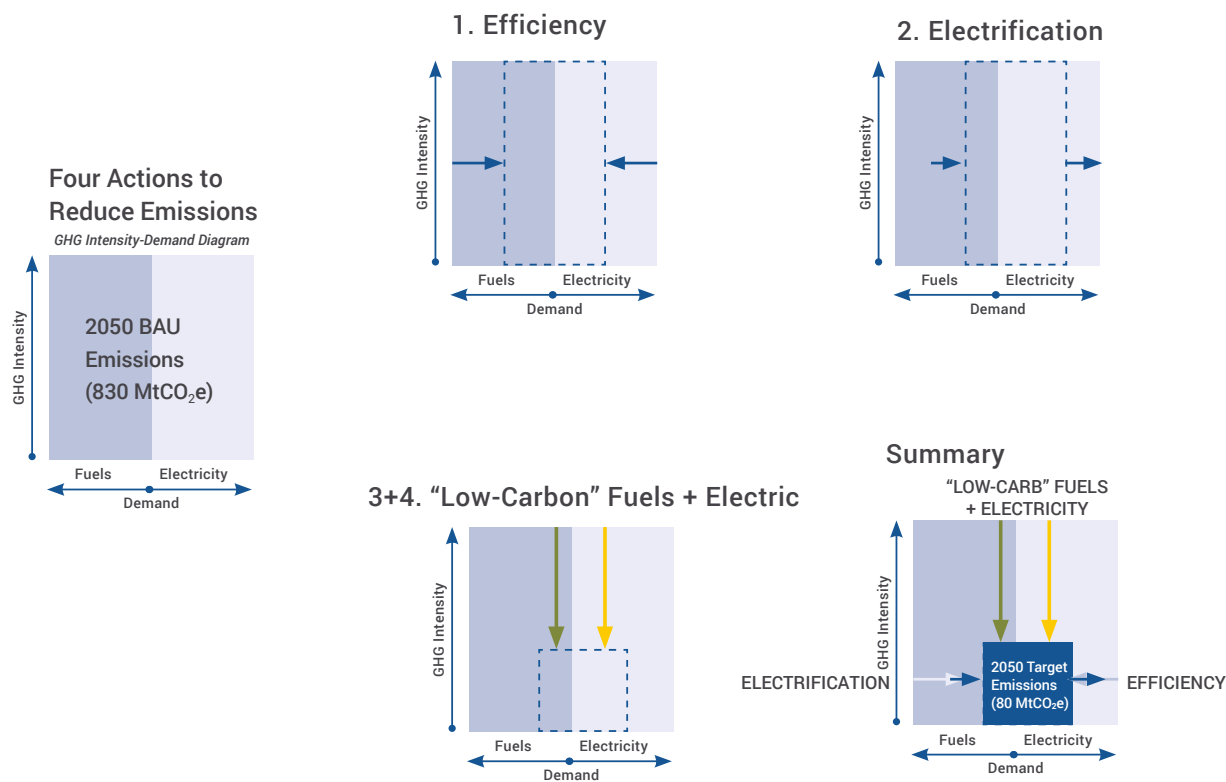 Four Actions to
Reduce Emissions
GHG Intensity-Demand Diagram
GHG Intensity
2050 BAU
Emissions
(830 MtCO₂e)
Fuels Electricity
Demand
1. Efficiency
GHG Intensity
Fuels Electricity
Demand
2. Electrification
GHG Intensity
Fuels Electricity
Demand
3+4. “Low-Carbon” Fuels + Electric
GHG Intensity
Fuels Electricity
Demand
Summary
“LOW-CARB” FUELS
+ ELECTRICITY
GHG Intensity
ELECTRIFICATION
2050 Target
Emissions
(80 MtCO₂e)
EFFICIENCY
Fuels Electricity
Demand